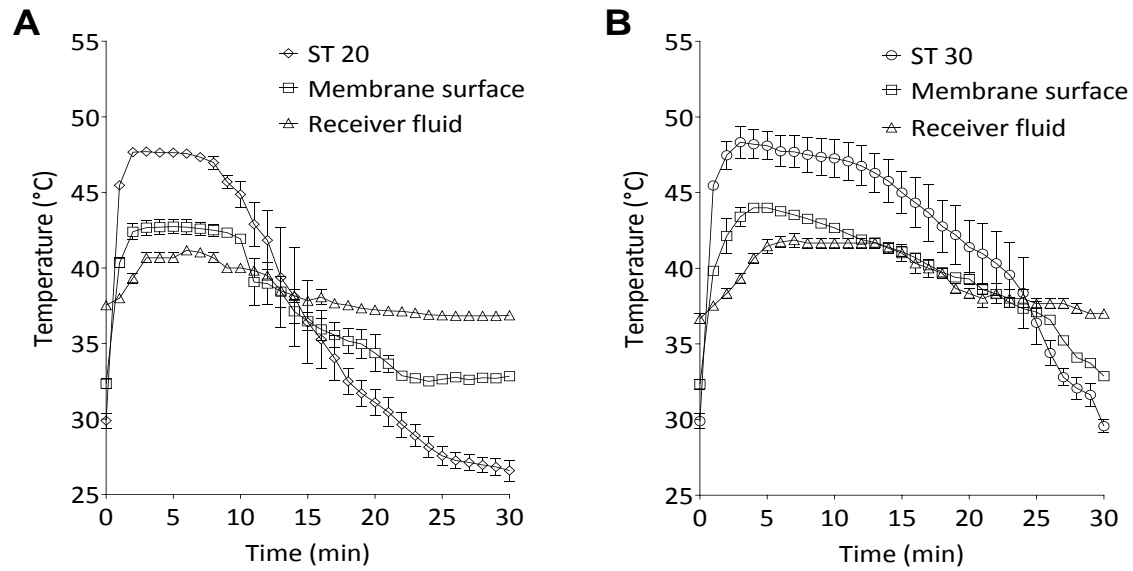 A
Temperature (°C)
55
50
45
40
35
30
25
ST 20
Membrane surface
Receiver fluid
0 5 10 15 20 25 30
Time (min)
B
Temperature (°C)
55
50
45
40
35
30
25
ST 30
Membrane surface
Receiver fluid
0 5 10 15 20 25 30
Time (min)